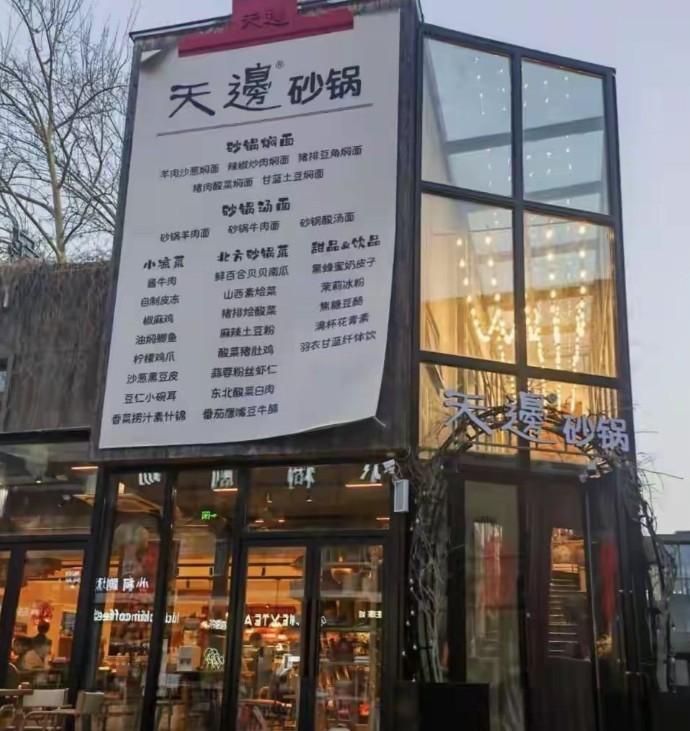 天邊
天邊®砂锅
砂锅焖面
羊肉沙葱焖面 辣椒炒肉焖面 猪排豆角焖面
猪肉酸菜焖面 甘蓝土豆焖面
砂锅汤面
砂锅羊肉面 砂锅牛肉面 砂锅酸汤面
小凉菜
酱牛肉
自制皮冻
椒麻鸡
油焖鲫鱼
柠檬鸡爪
沙葱黑豆皮
豆仁小碗耳
香菜捞汁素什锦
北方砂锅菜
鲜百合贝贝南瓜
山西素烩菜
猪排烩酸菜
麻辣土豆粉
酸菜猪肚鸡
蒜蓉粉丝虾仁
东北酸菜白肉
番茄鹰嘴豆牛腩
甜品&饮品
黑蜂蜜奶皮子
茉莉冰粉
焦糖豆酪
满杯花青素
羽衣甘蓝纤体饮
天邊®砂锅